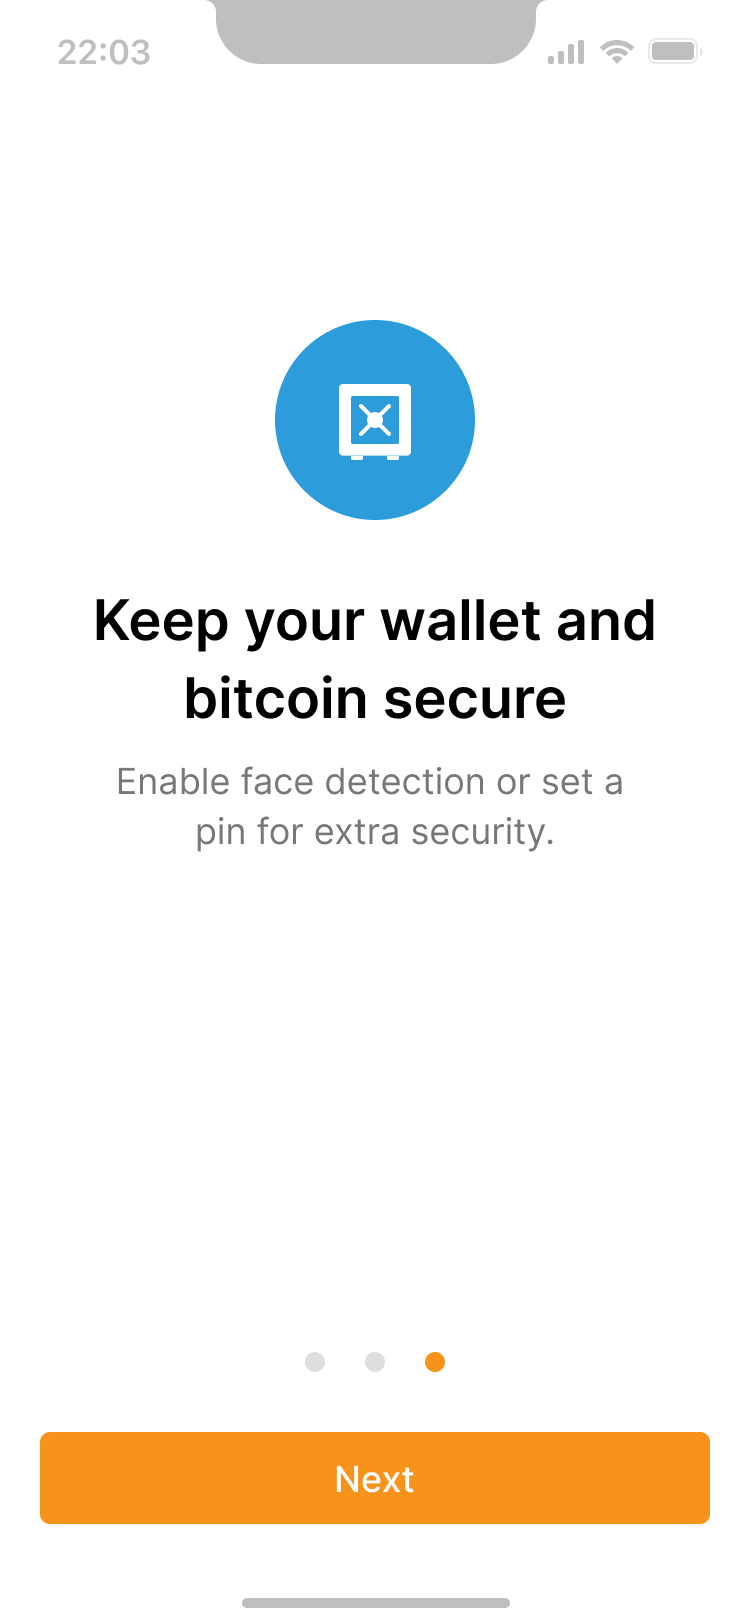 22:03
Keep your wallet and
bitcoin secure
Enable face detection or set a
pin for extra security.
Next